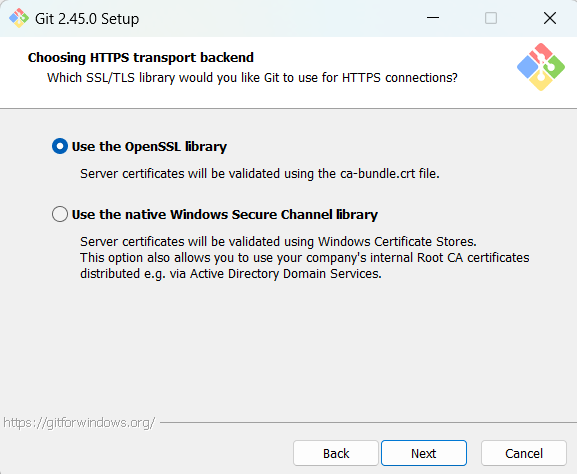 Git 2.45.0 Setup
Choosing HTTPS transport backend
Which SSL/TLS library would you like Git to use for HTTPS connections?
Use the OpenSSL library
Server certificates will be validated using the ca-bundle.crt file.
Use the native Windows Secure Channel library
Server certificates will be validated using Windows Certificate Stores.
This option also allows you to use your company's internal Root CA certificates
distributed e.g. via Active Directory Domain Services.
https://gitforwindows.org/
Back Next Cancel